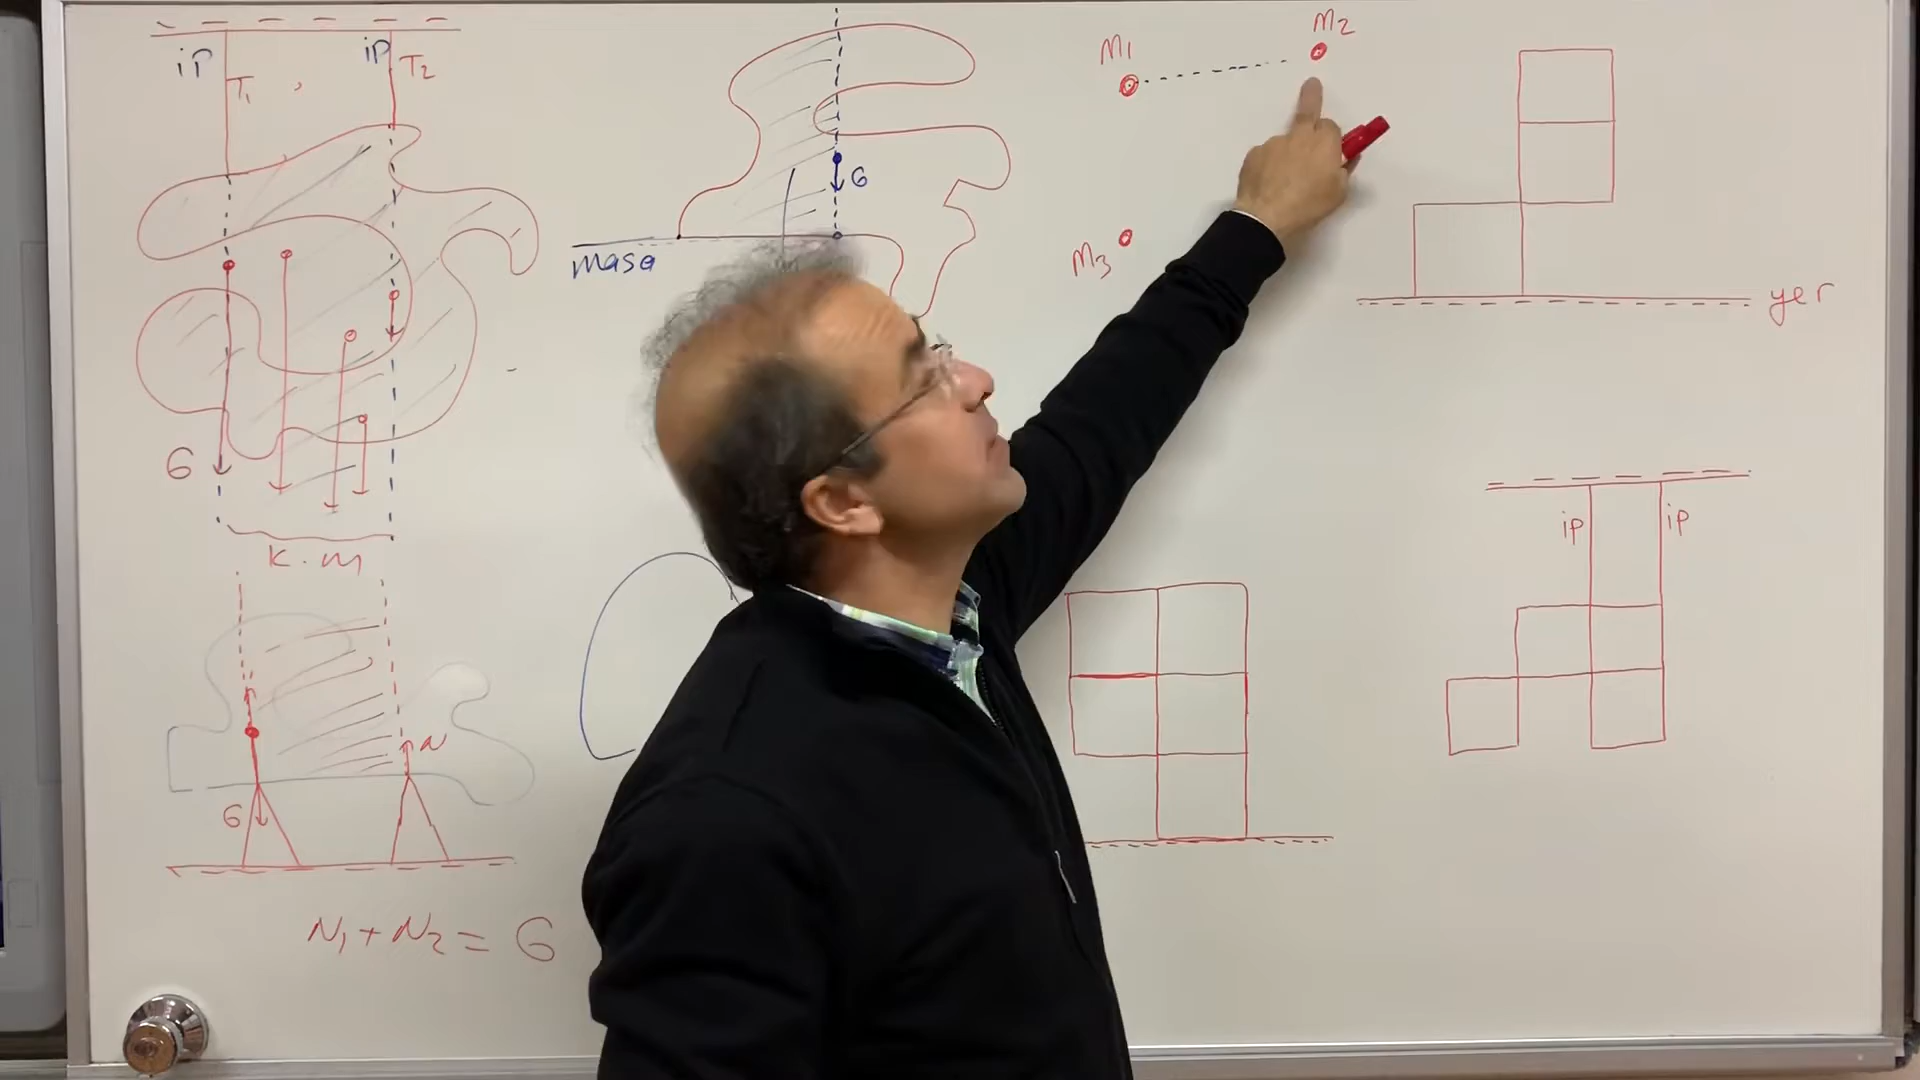 ip
T₁
ip
T₂
G
k.m
G
N
N₁ + N₂ = G
G
masa
m₁
m₂
m₃
yer
ip
ip